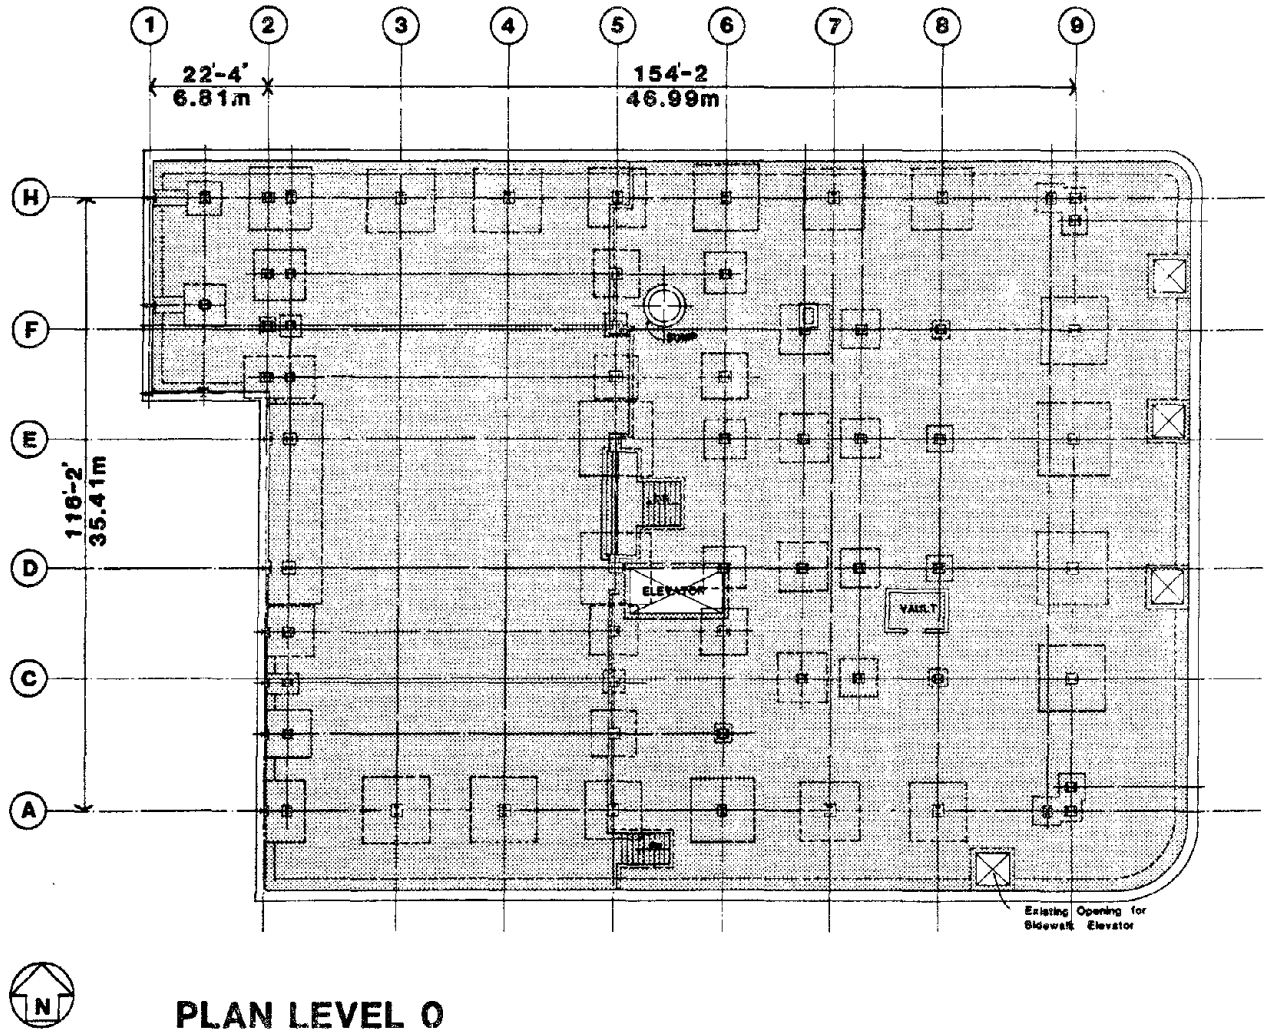 1 2 3 4 5 6 7 8 9
22'-4" 154'-2
6.81m 46.99m
H
F
SUMP
E
116'-2"
35.41m
D
ELEVATOR
VAULT
C
A
Existing Opening for
Sidewalk Elevator
N
PLAN LEVEL 0